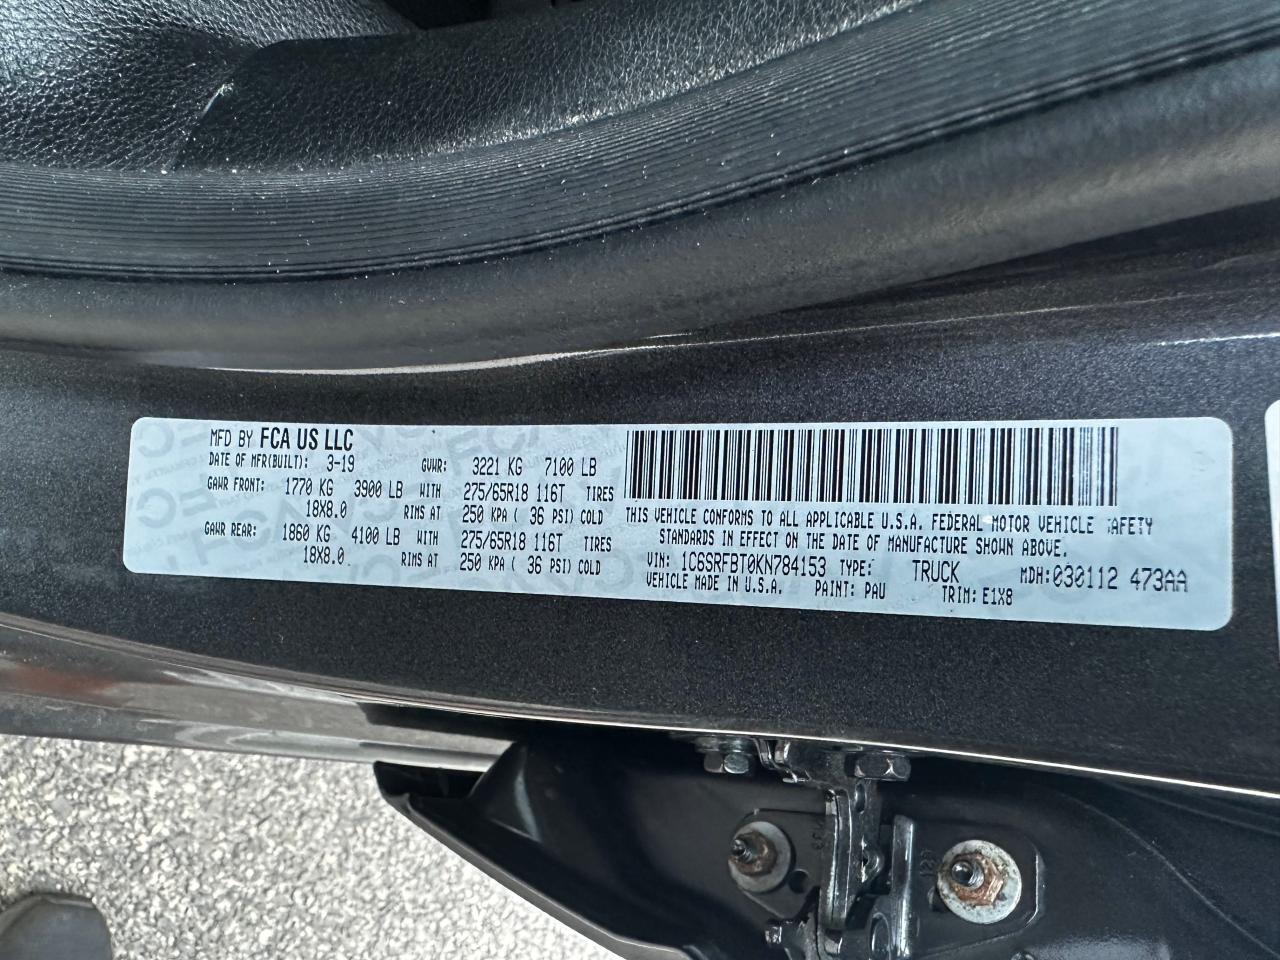 MFD BY FCA US LLC
DATE OF MFR(BUILT): 3-19 GVWR: 3221 KG 7100 LB
GAWR FRONT: 1770 KG 3900 LB WITH 275/65R18 116T TIRES
18X8.0 RIMS AT 250 KPA ( 36 PSI) COLD
GAWR REAR: 1860 KG 4100 LB WITH 275/65R18 116T TIRES
18X8.0 RIMS AT 250 KPA ( 36 PSI) COLD
THIS VEHICLE CONFORMS TO ALL APPLICABLE U.S.A. FEDERAL MOTOR VEHICLE SAFETY
STANDARDS IN EFFECT ON THE DATE OF MANUFACTURE SHOWN ABOVE.
VIN: 1C6SRFBT0KN784153 TYPE: TRUCK MDH:030112 473AA
VEHICLE MADE IN U.S.A. PAINT: PAU TRIM: E1X8